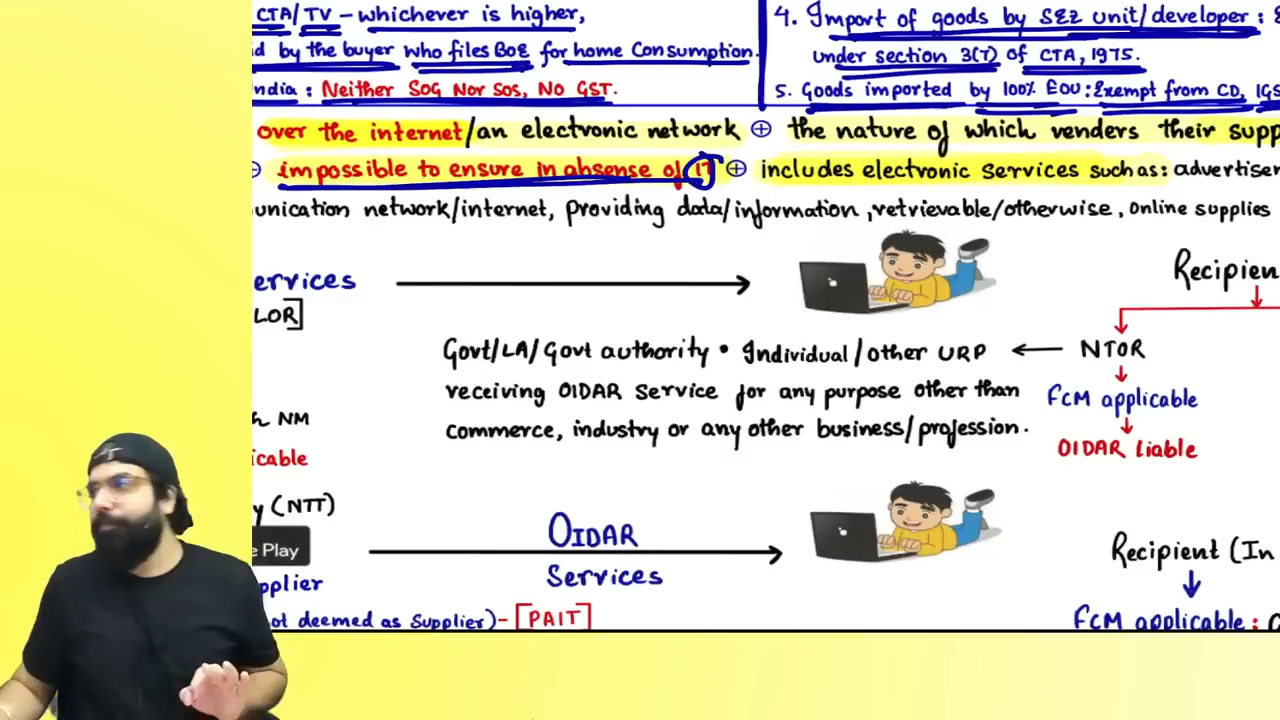 CTA/TV – whichever is higher,
d by the buyer who files BOE for home Consumption.
India : Neither SOG Nor SOS, NO GST.
4. Import of goods by SEZ unit/developer :
under section 3(7) of CTA, 1975.
5. Goods imported by 100% EOU : Exempt from CD, IGS
over the internet/an electronic network ⊕ the nature of which venders their supp
⊕ impossible to ensure in absense of IT ⊕ includes electronic services such as: advertisem
unication network/internet, providing data/information, retrievable/otherwise, online supplies
ervices
LOR]
Recipien
Govt/LA/Govt authority • Individual/other URP ← NTOR
receiving OIDAR Service for any purpose other than
commerce, industry or any other business/profession.
FCM applicable
OIDAR liable
h NM
icable
y (NTT)
e Play
OIDAR
Services
Recipient (In
pplier
ot deemed as Supplier) - [PAIT]
FCM applicable :